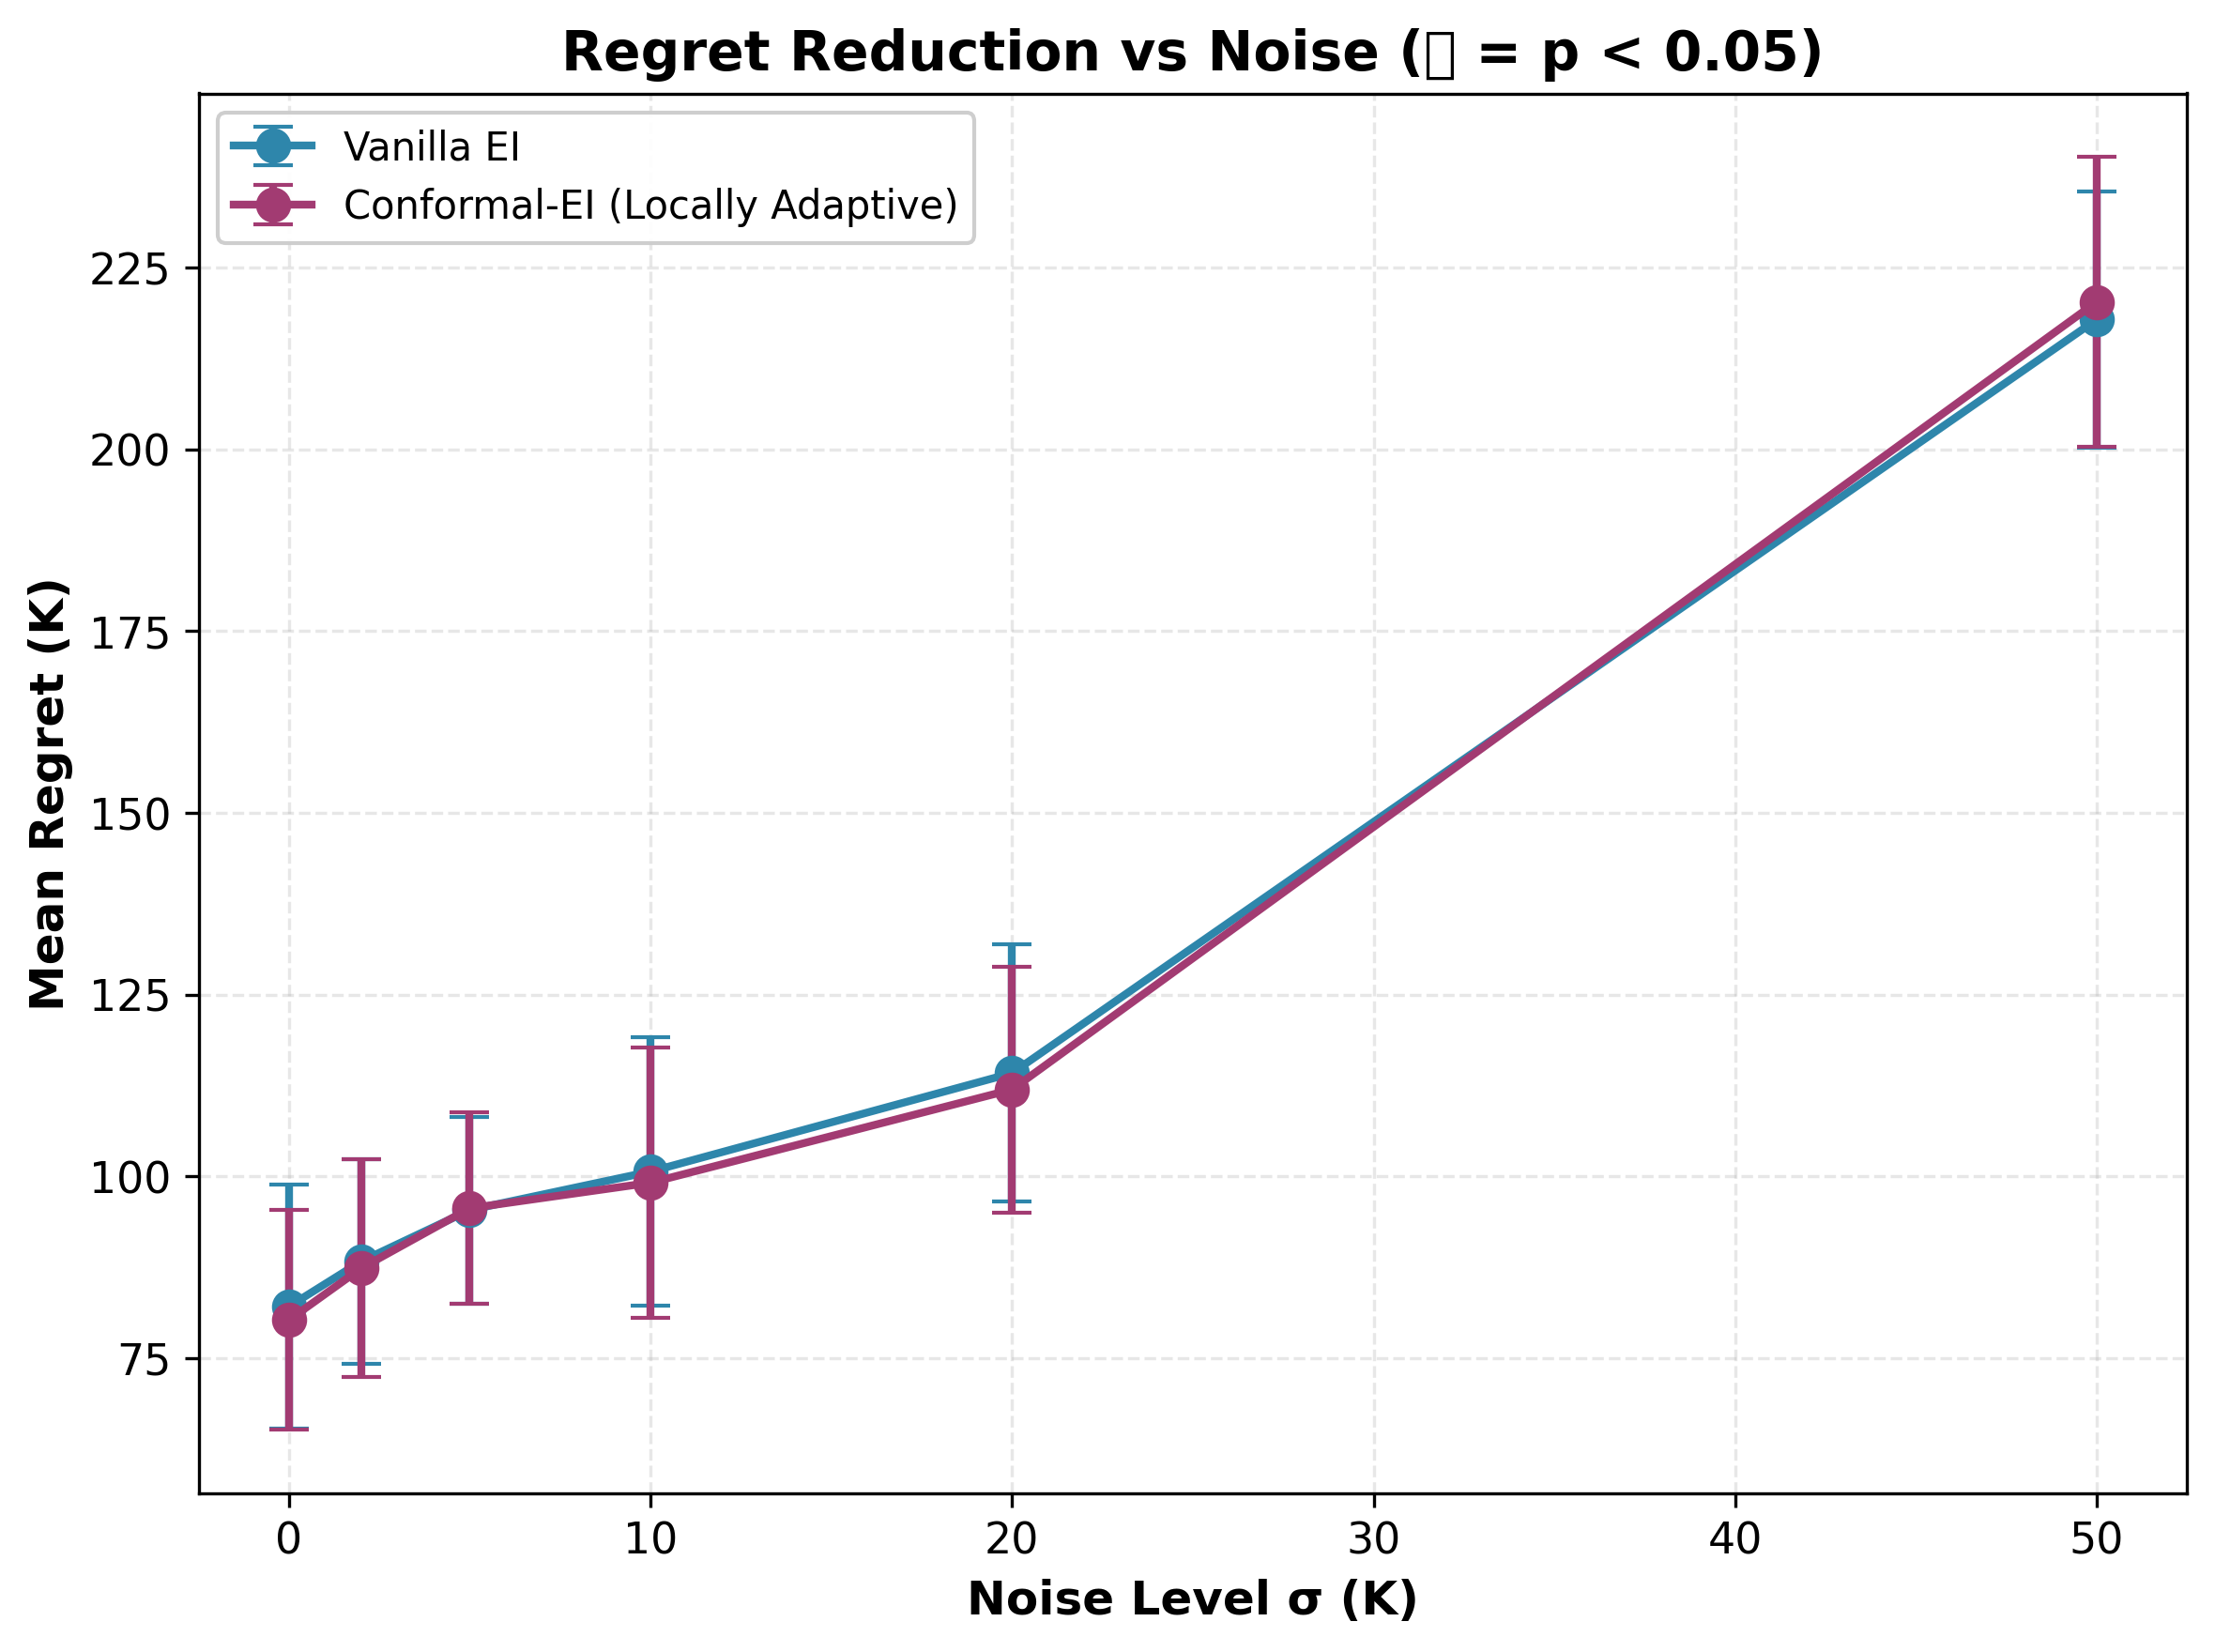 Regret Reduction vs Noise (▯ = p < 0.05)
Vanilla EI
Conformal-EI (Locally Adaptive)
Mean Regret (K)
225
200
175
150
125
100
75
0 10 20 30 40 50
Noise Level σ (K)